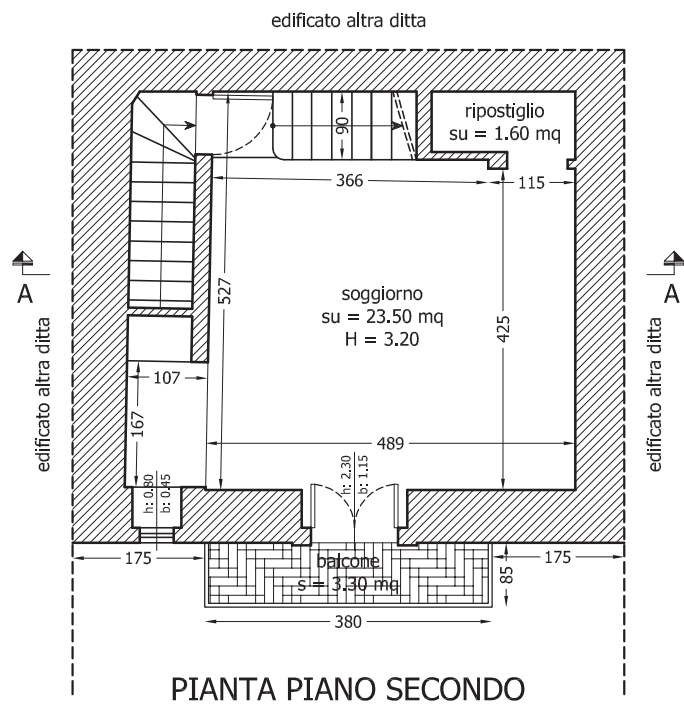 edificato altra ditta
ripostiglio
su = 1.60 mq
90
366
115
A
A
527
soggiorno
su = 23.50 mq
H = 3.20
425
edificato altra ditta
edificato altra ditta
107
167
489
h: 0.80
b: 0.45
h: 2.30
b: 1.15
175
balcone
s = 3.30 mq
85
175
380
PIANTA PIANO SECONDO